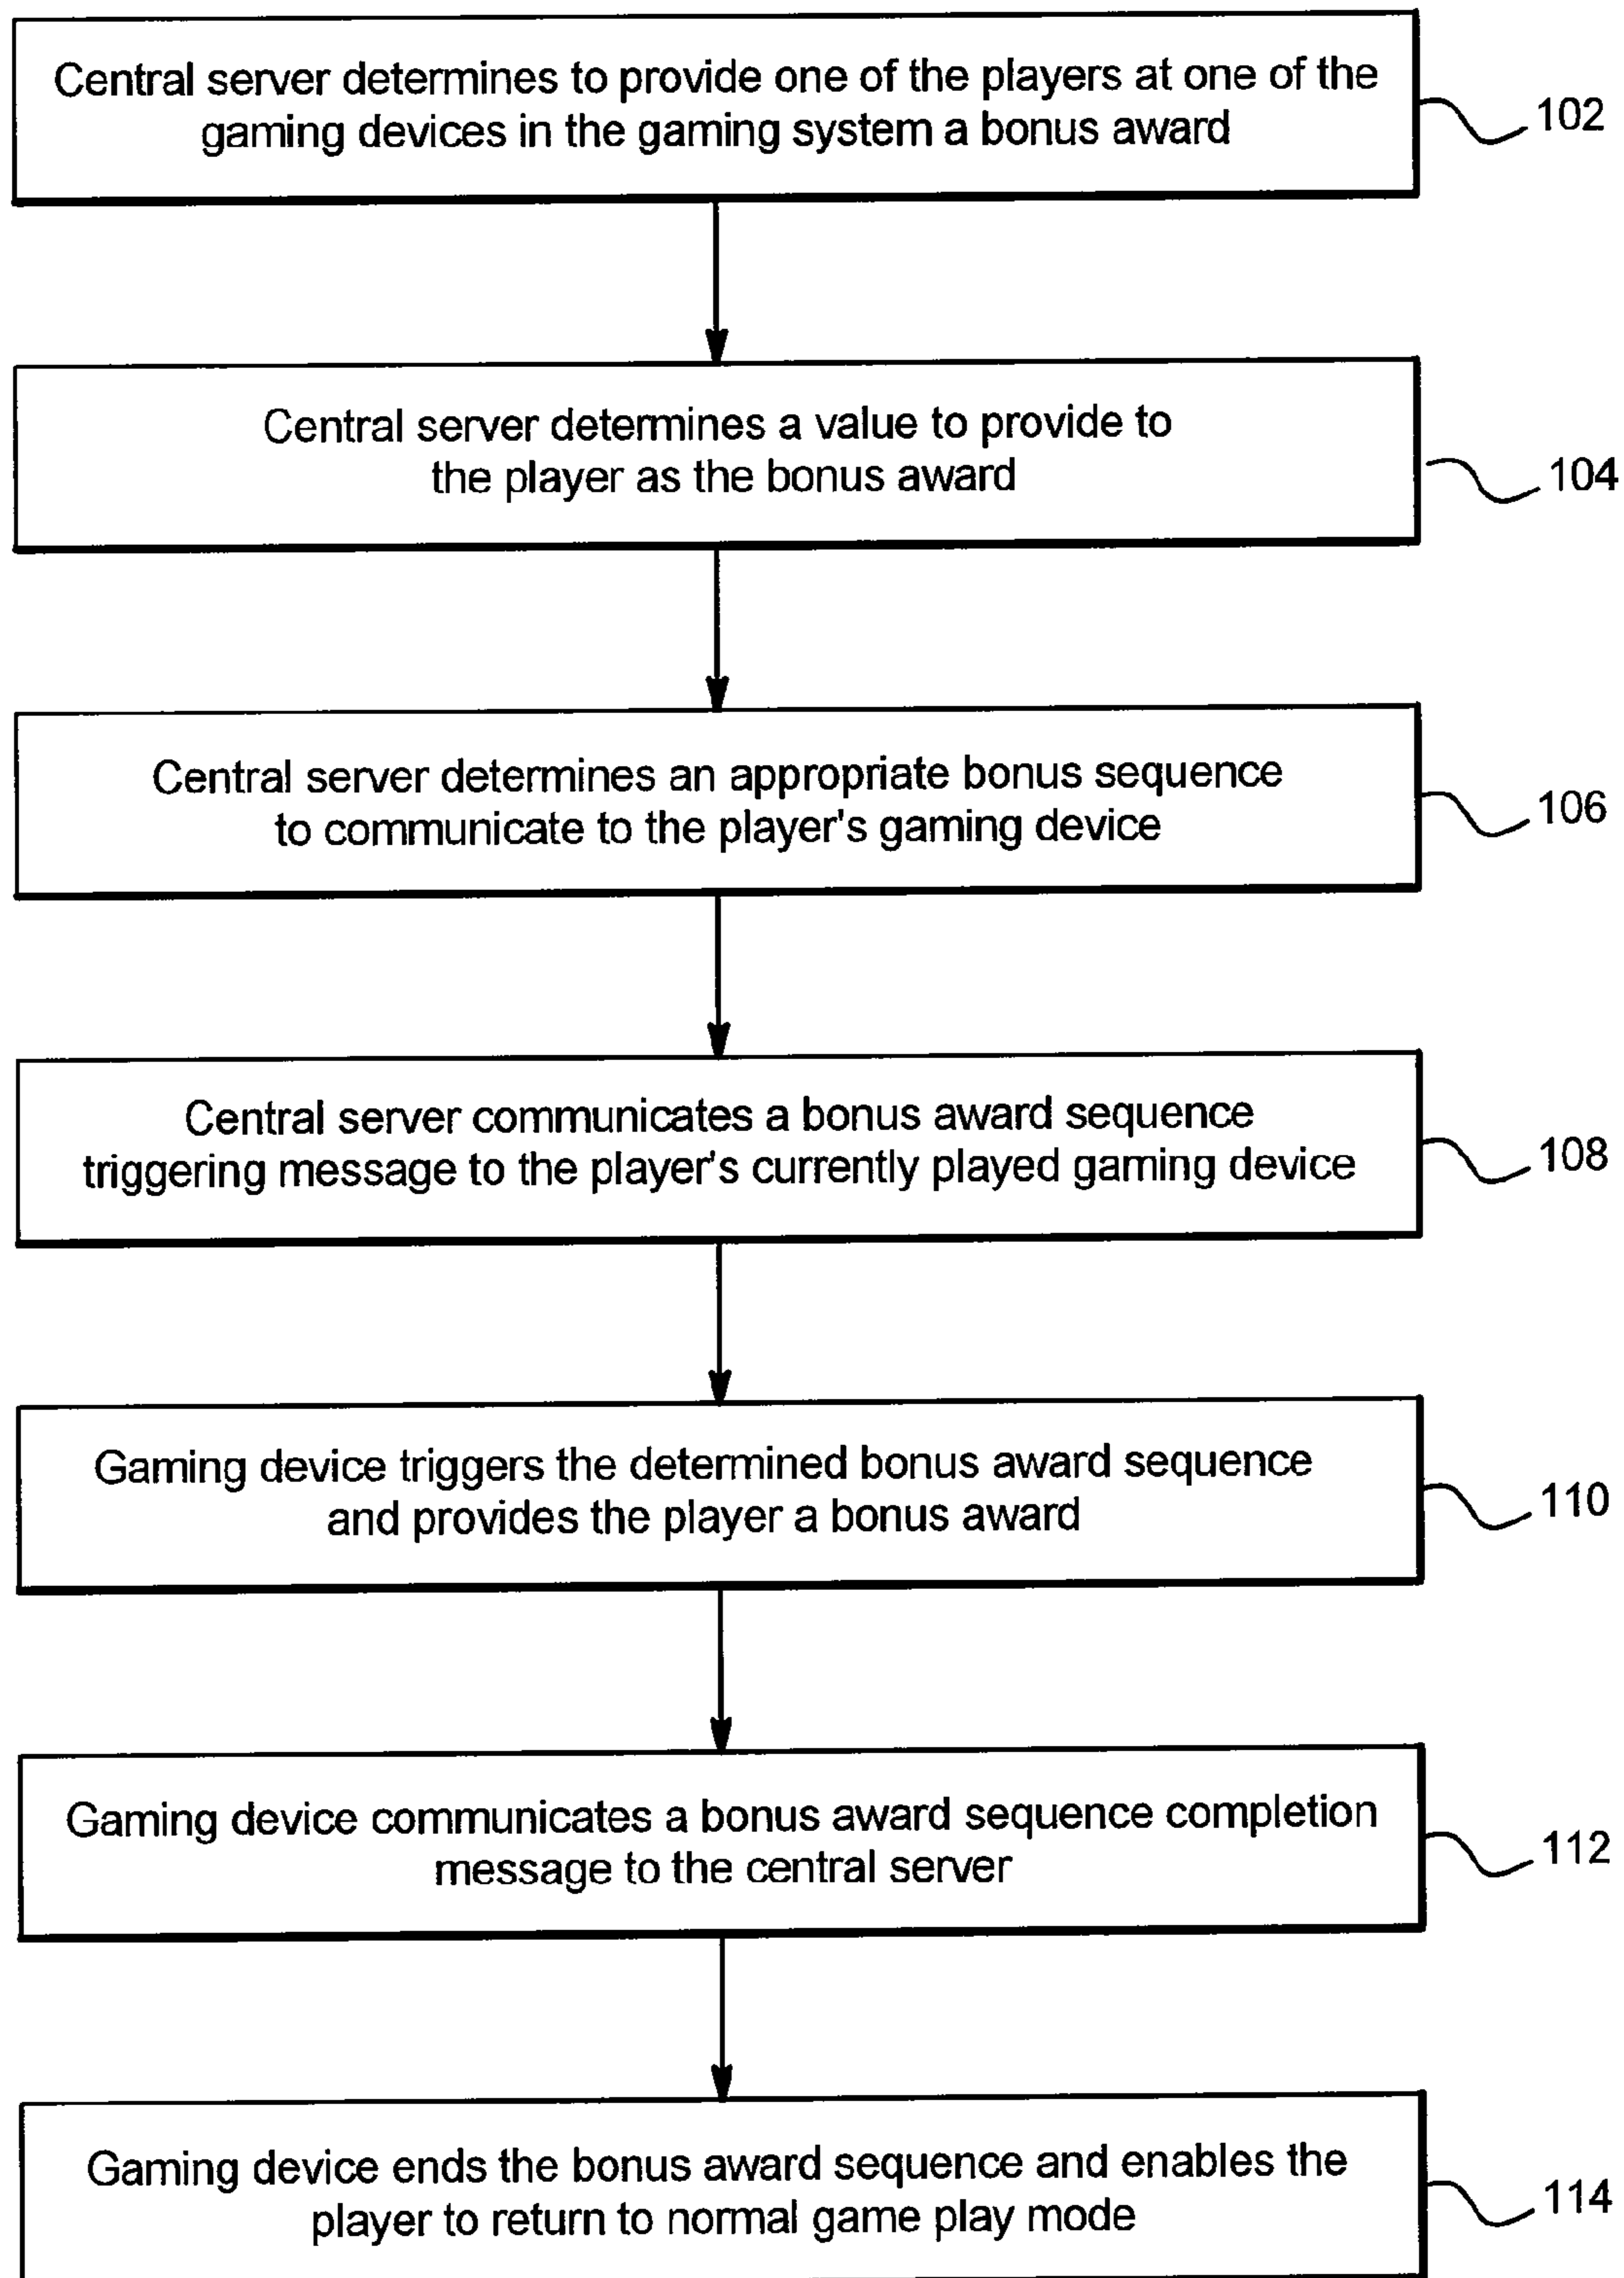 Central server determines to provide one of the players at one of the
gaming devices in the gaming system a bonus award
102
Central server determines a value to provide to
the player as the bonus award
104
Central server determines an appropriate bonus sequence
to communicate to the player's gaming device
106
Central server communicates a bonus award sequence
triggering message to the player's currently played gaming device
108
Gaming device triggers the determined bonus award sequence
and provides the player a bonus award
110
Gaming device communicates a bonus award sequence completion
message to the central server
112
Gaming device ends the bonus award sequence and enables the
player to return to normal game play mode
114